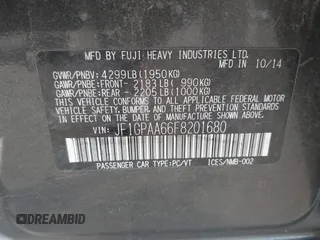 MFD BY FUJI HEAVY INDUSTRIES LTD.
10/14
GVWR/PNBV: 4299LB(1950KG)
GAWR/PNBE:FRONT- 2183LB( 990KG)
GAWR/PNBE:REAR - 2205LB(1000KG)
THIS VEHICLE CONFORMS TO ALL APPLICABLE
FEDERAL MOTOR VEHICLE SAFETY, BUMPER
AND THEFT PREVENTION STANDARDS IN EFFECT
ON THE DATE OF MANUFACTURE SHOWN ABOVE.
VIN: JF1GPAA66F8201680
PASSENGER CAR TYPE:PC/VT ICES/NMB-002
DREAMBID